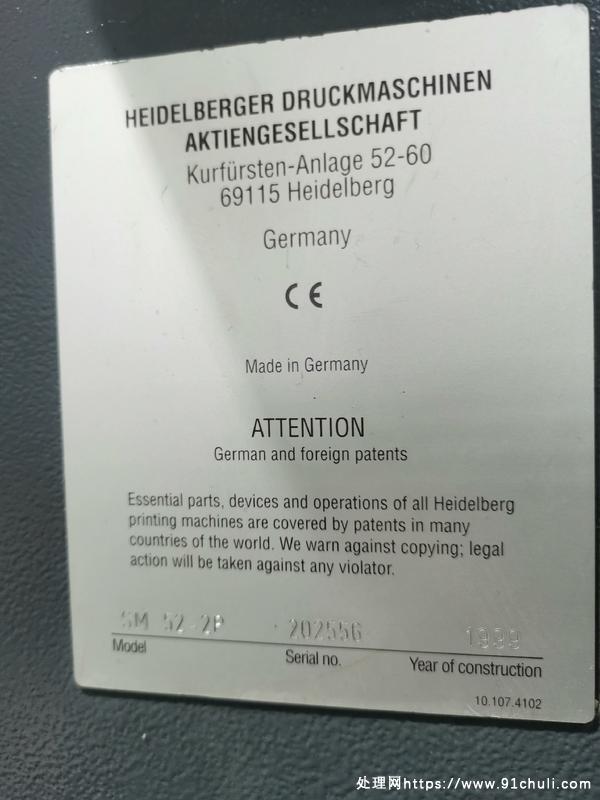 HEIDELBERGER DRUCKMASCHINEN
AKTIENGESELLSCHAFT
Kurfürsten-Anlage 52-60
69115 Heidelberg
Germany
CE
Made in Germany
ATTENTION
German and foreign patents
Essential parts, devices and operations of all Heidelberg
printing machines are covered by patents in many
countries of the world. We warn against copying; legal
action will be taken against any violator.
SM 52-2P 202556 1999
Model Serial no. Year of construction
10.107.4102
处理网https://www.91chuli.com